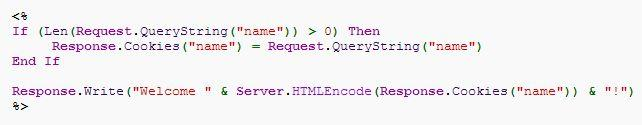 <%
If (Len(Request.QueryString("name")) > 0) Then
     Response.Cookies("name") = Request.QueryString("name")
End If

Response.Write("Welcome " & Server.HTMLEncode(Response.Cookies("name")) & "!")
%>